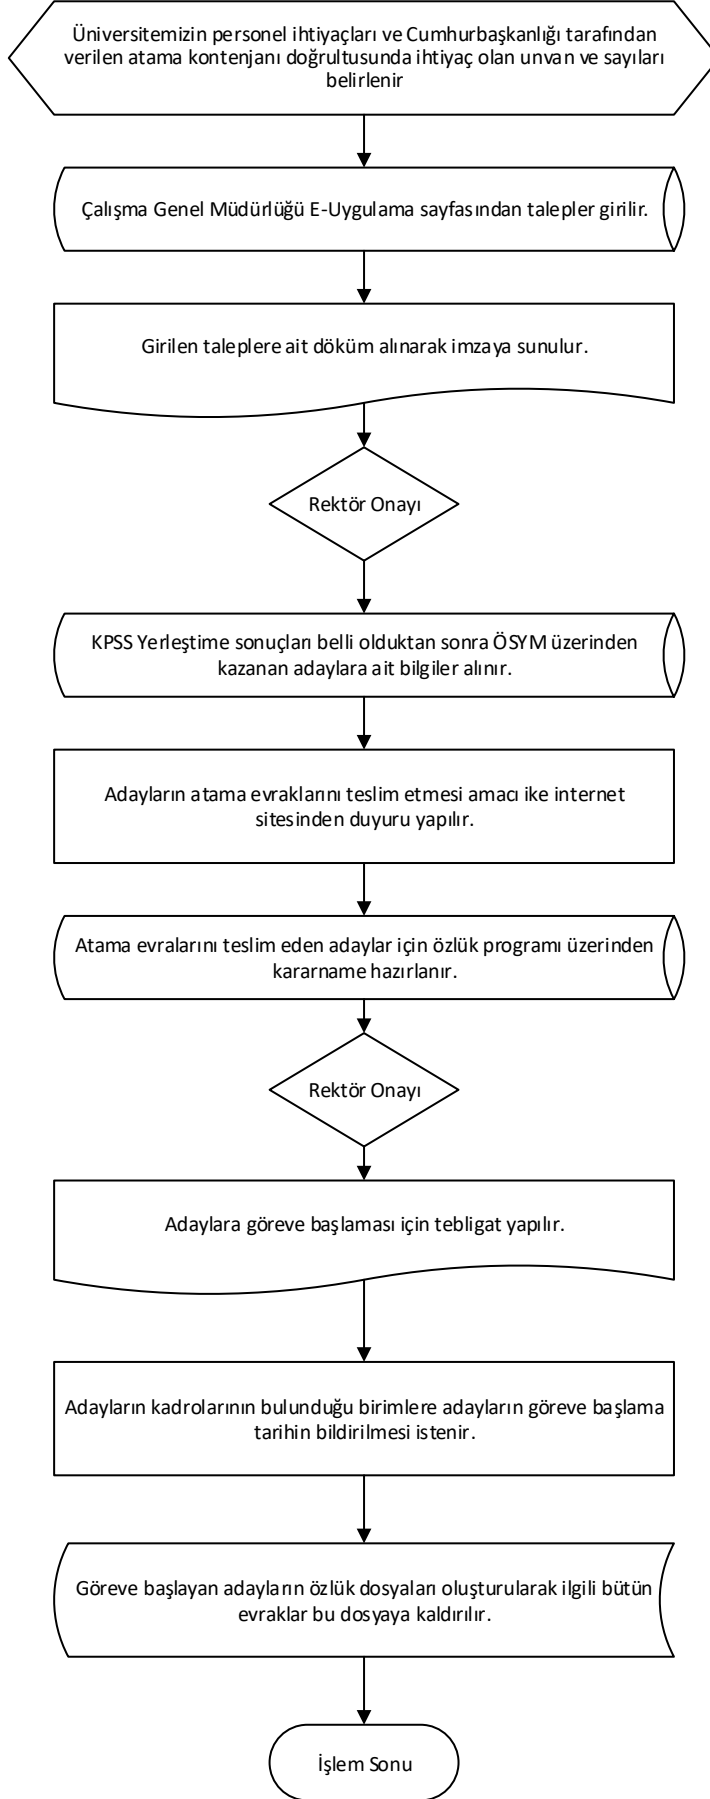 Üniversitemizin personel ihtiyaçları ve Cumhurbaşkanlığı tarafından
verilen atama kontenjanı doğrultusunda ihtiyaç olan unvan ve sayıları
belirlenir
Çalışma Genel Müdürlüğü E-Uygulama sayfasından talepler girilir.
Girilen taleplere ait döküm alınarak imzaya sunulur.
Rektör Onayı
KPSS Yerleştime sonuçları belli olduktan sonra ÖSYM üzerinden
kazanan adaylara ait bilgiler alınır.
Adayların atama evraklarını teslim etmesi amacı ike internet
sitesinden duyuru yapılır.
Atama evralarını teslim eden adaylar için özlük programı üzerinden
kararname hazırlanır.
Rektör Onayı
Adaylara göreve başlaması için tebligat yapılır.
Adayların kadrolarının bulunduğu birimlere adayların göreve başlama
tarihin bildirilmesi istenir.
Göreve başlayan adayların özlük dosyaları oluşturularak ilgili bütün
evraklar bu dosyaya kaldırılır.
İşlem Sonu